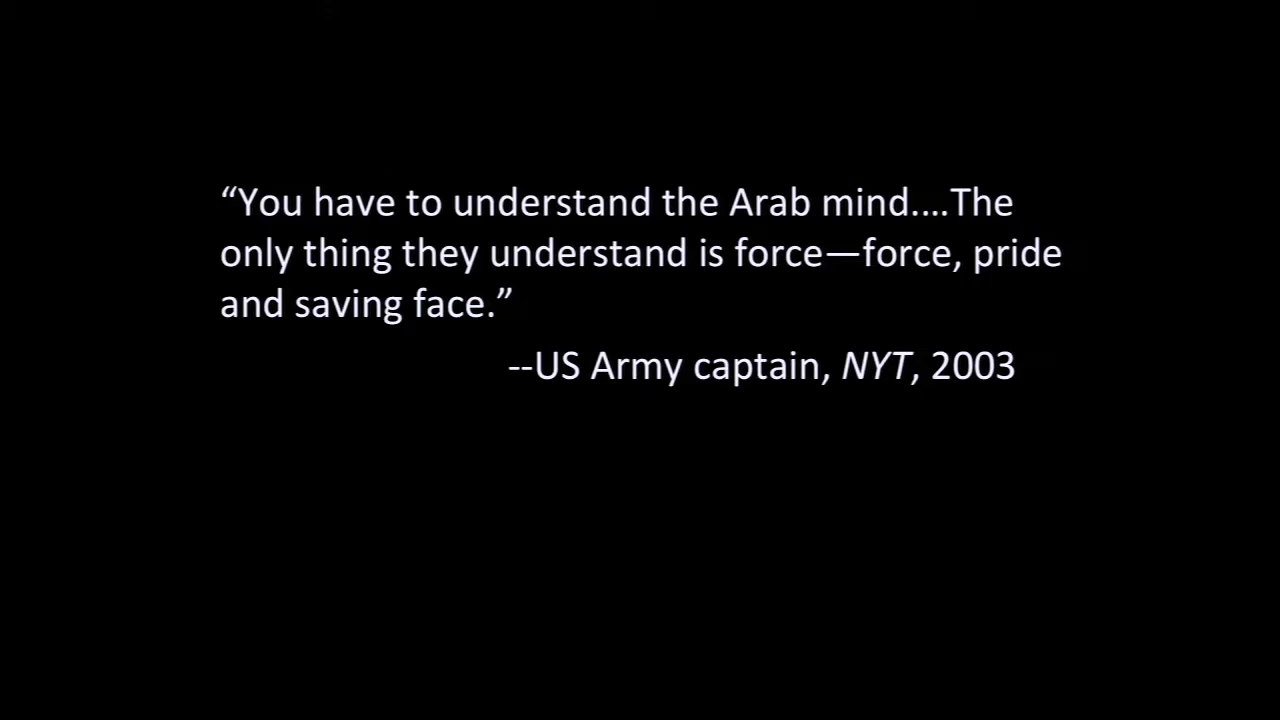 “You have to understand the Arab mind....The
only thing they understand is force—force, pride
and saving face.”
--US Army captain, NYT, 2003